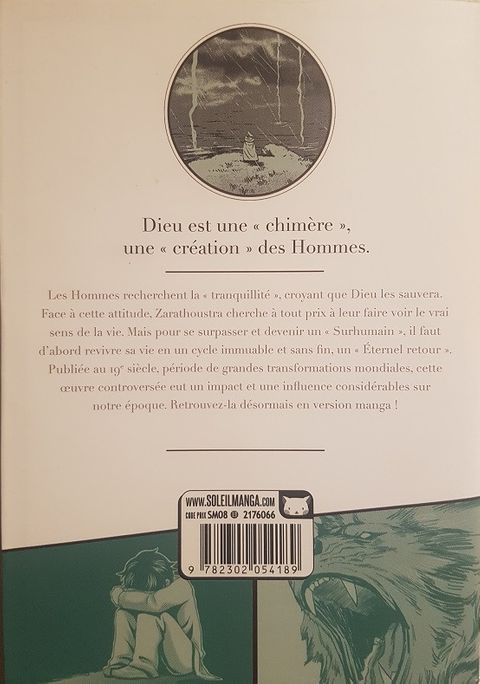 Dieu est une « chimère »,
une « création » des Hommes.
Les Hommes recherchent la « tranquillité », croyant que Dieu les sauvera.
Face à cette attitude, Zarathoustra cherche à tout prix à leur faire voir le vrai
sens de la vie. Mais pour se surpasser et devenir un « Surhumain », il faut
d'abord revivre sa vie en un cycle immuable et sans fin, un « Éternel retour ».
Publiée au 19e siècle, période de grandes transformations mondiales, cette
œuvre controversée eut un impact et une influence considérables sur
notre époque. Retrouvez-la désormais en version manga !
WWW.SOLEILMANGA.COM
CODE PRIX SM08 2176066
9 782302 054189